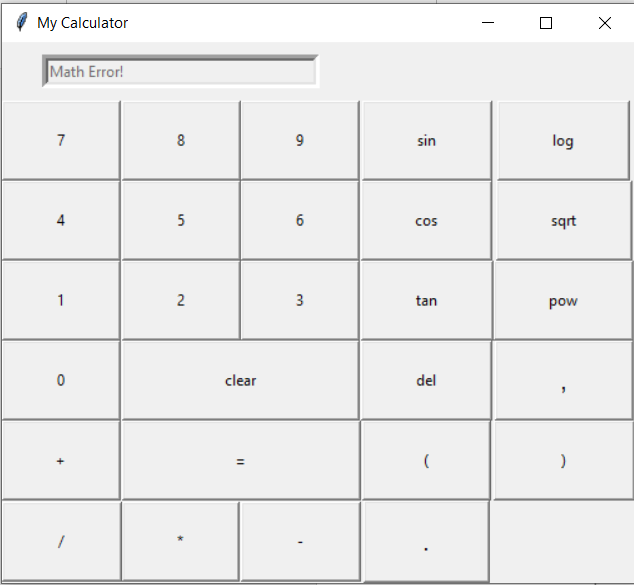 My Calculator
Math Error!
7 8 9 sin log
4 5 6 cos sqrt
1 2 3 tan pow
0 clear del ,
+ = ( )
/ * - .